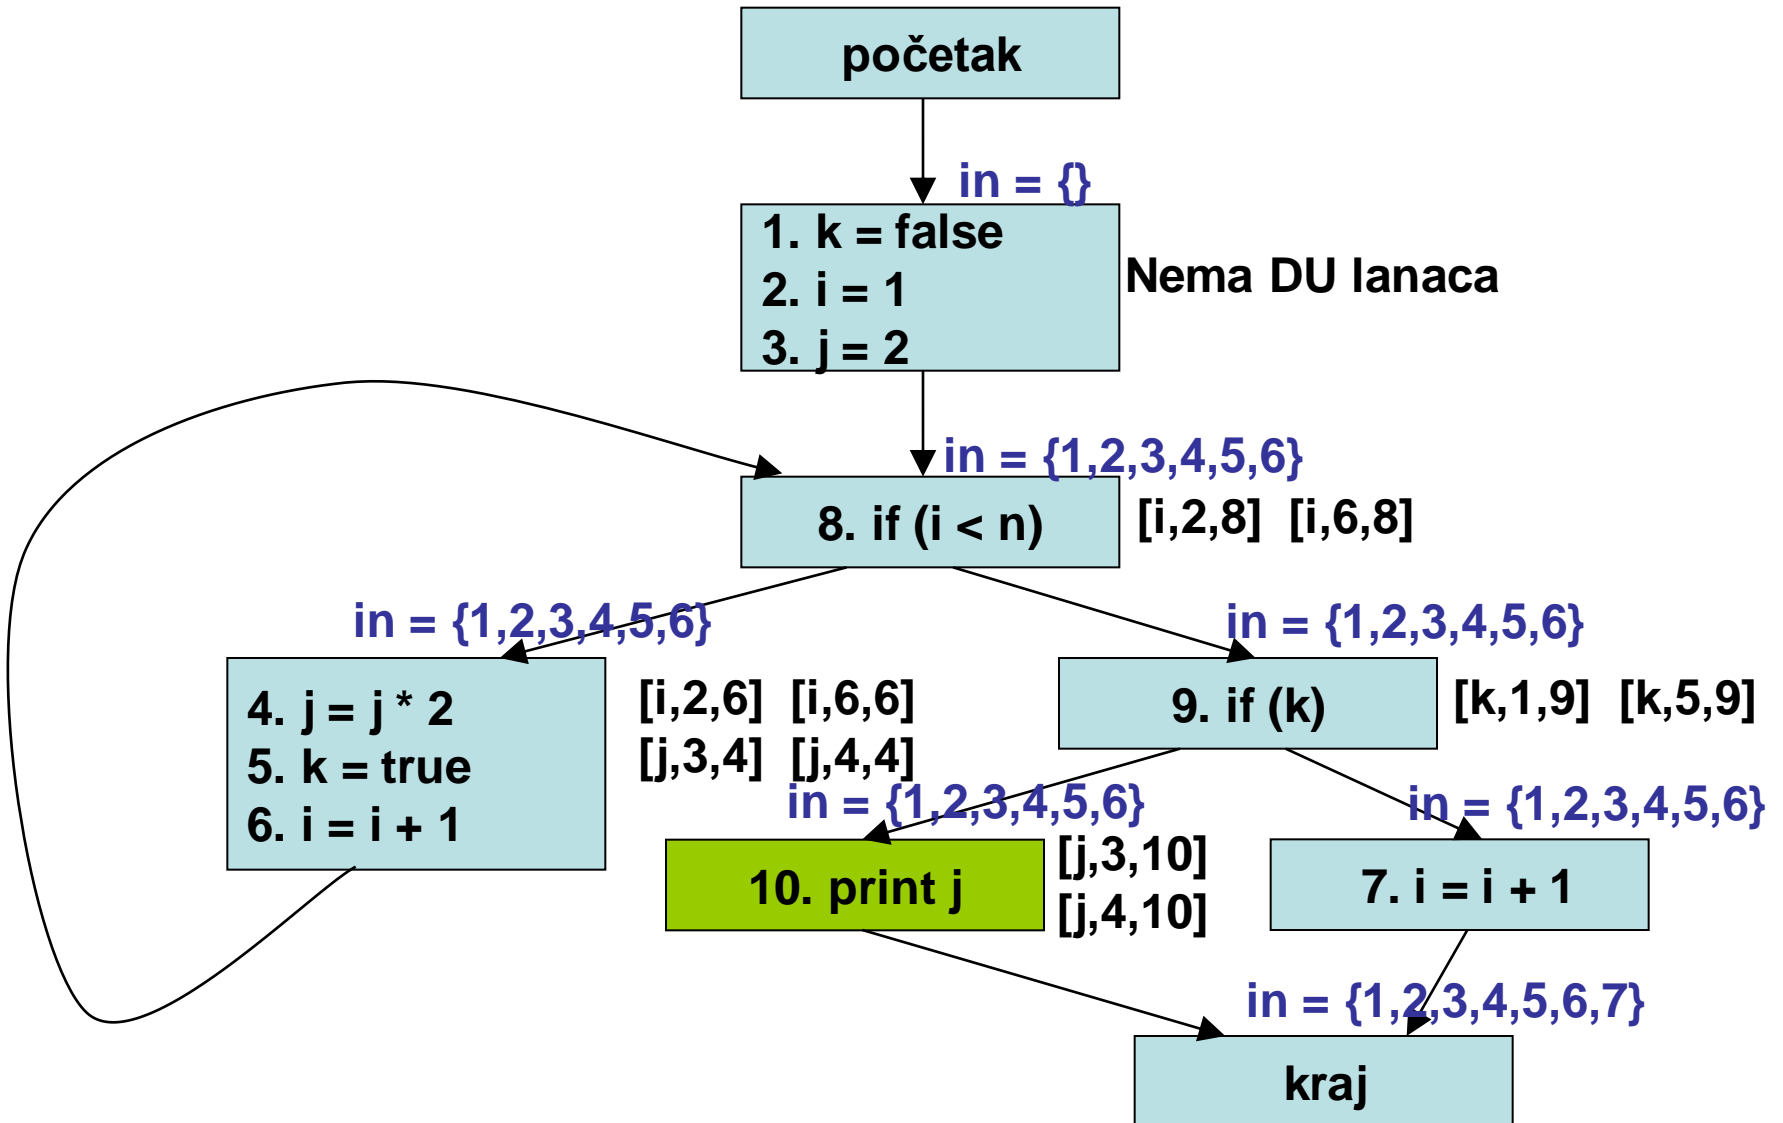 početak
in = {}
1. k = false
2. i = 1
3. j = 2
Nema DU lanaca
in = {1,2,3,4,5,6}
8. if (i < n)
[i,2,8] [i,6,8]
in = {1,2,3,4,5,6}
in = {1,2,3,4,5,6}
4. j = j * 2
5. k = true
6. i = i + 1
[i,2,6] [i,6,6]
[j,3,4] [j,4,4]
9. if (k)
[k,1,9] [k,5,9]
in = {1,2,3,4,5,6}
in = {1,2,3,4,5,6}
10. print j
[j,3,10]
[j,4,10]
7. i = i + 1
in = {1,2,3,4,5,6,7}
kraj